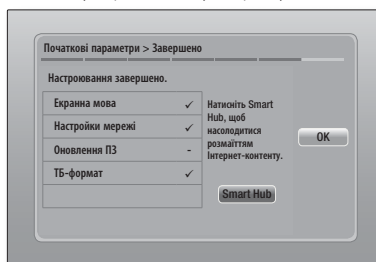 Початкові параметри > Завершено
Настроювання завершено.
Екранна мова ✓
Настройки мережі ✓
Оновлення ПЗ -
ТБ-формат ✓
Натисніть Smart
Hub, щоб
насолодитися
розмаїттям
Інтернет-контенту.
Smart Hub
OK